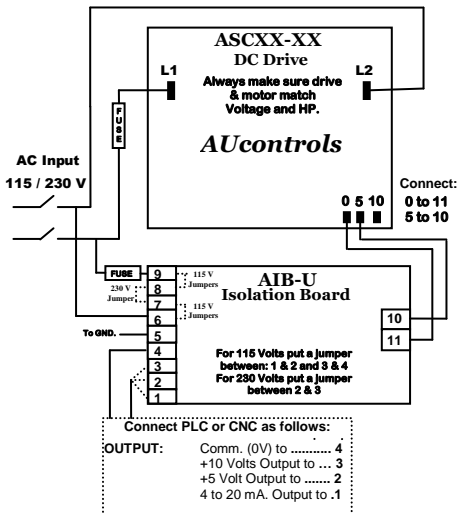 ASCXX-XX
DC Drive
L1
L2
Always make sure drive
& motor match
Voltage and HP.
FUSE
AUcontrols
AC Input
115 / 230 V
Connect:
0 to 11
5 to 10
0 5 10
FUSE
9
8
7
6
5
4
3
2
1
115 V
Jumpers
230 V
Jumper
115 V
Jumpers
To GND.
AIB-U
Isolation Board
10
11
For 115 Volts put a jumper
between: 1 & 2 and 3 & 4
For 230 Volts put a jumper
between 2 & 3
Connect PLC or CNC as follows:
OUTPUT:
Comm. (0V) to ........... 4
+10 Volts Output to ... 3
+5 Volt Output to ....... 2
4 to 20 mA. Output to .1